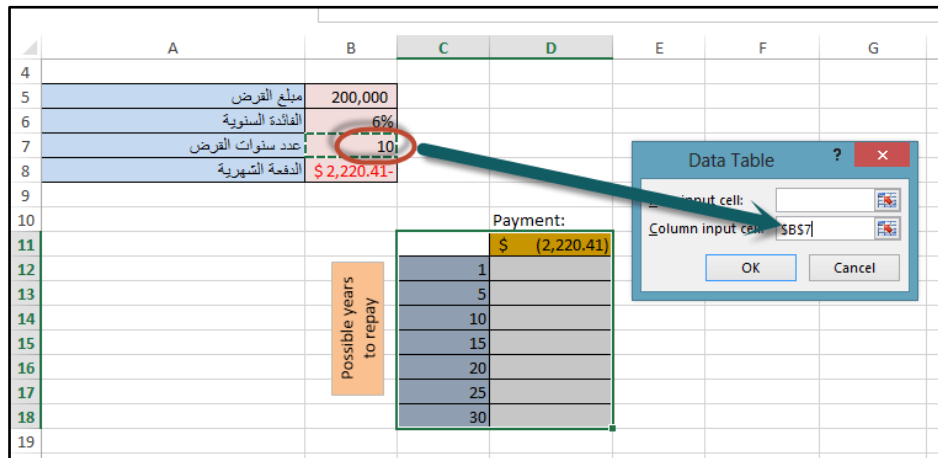 A B C D E F G
4
5 مبلغ القرض 200,000
6 الفائدة السنوية 6%
7 عدد سنوات القرض 10
8 الدفعة الشهرية $ 2,220.41-
9
10 Payment:
11 $ (2,220.41)
12 1
13 5
14 10
15 15
16 20
17 25
18 30
19
Possible years
to repay
Data Table ? ×
input cell:
Column input cell: $B$7
OK Cancel